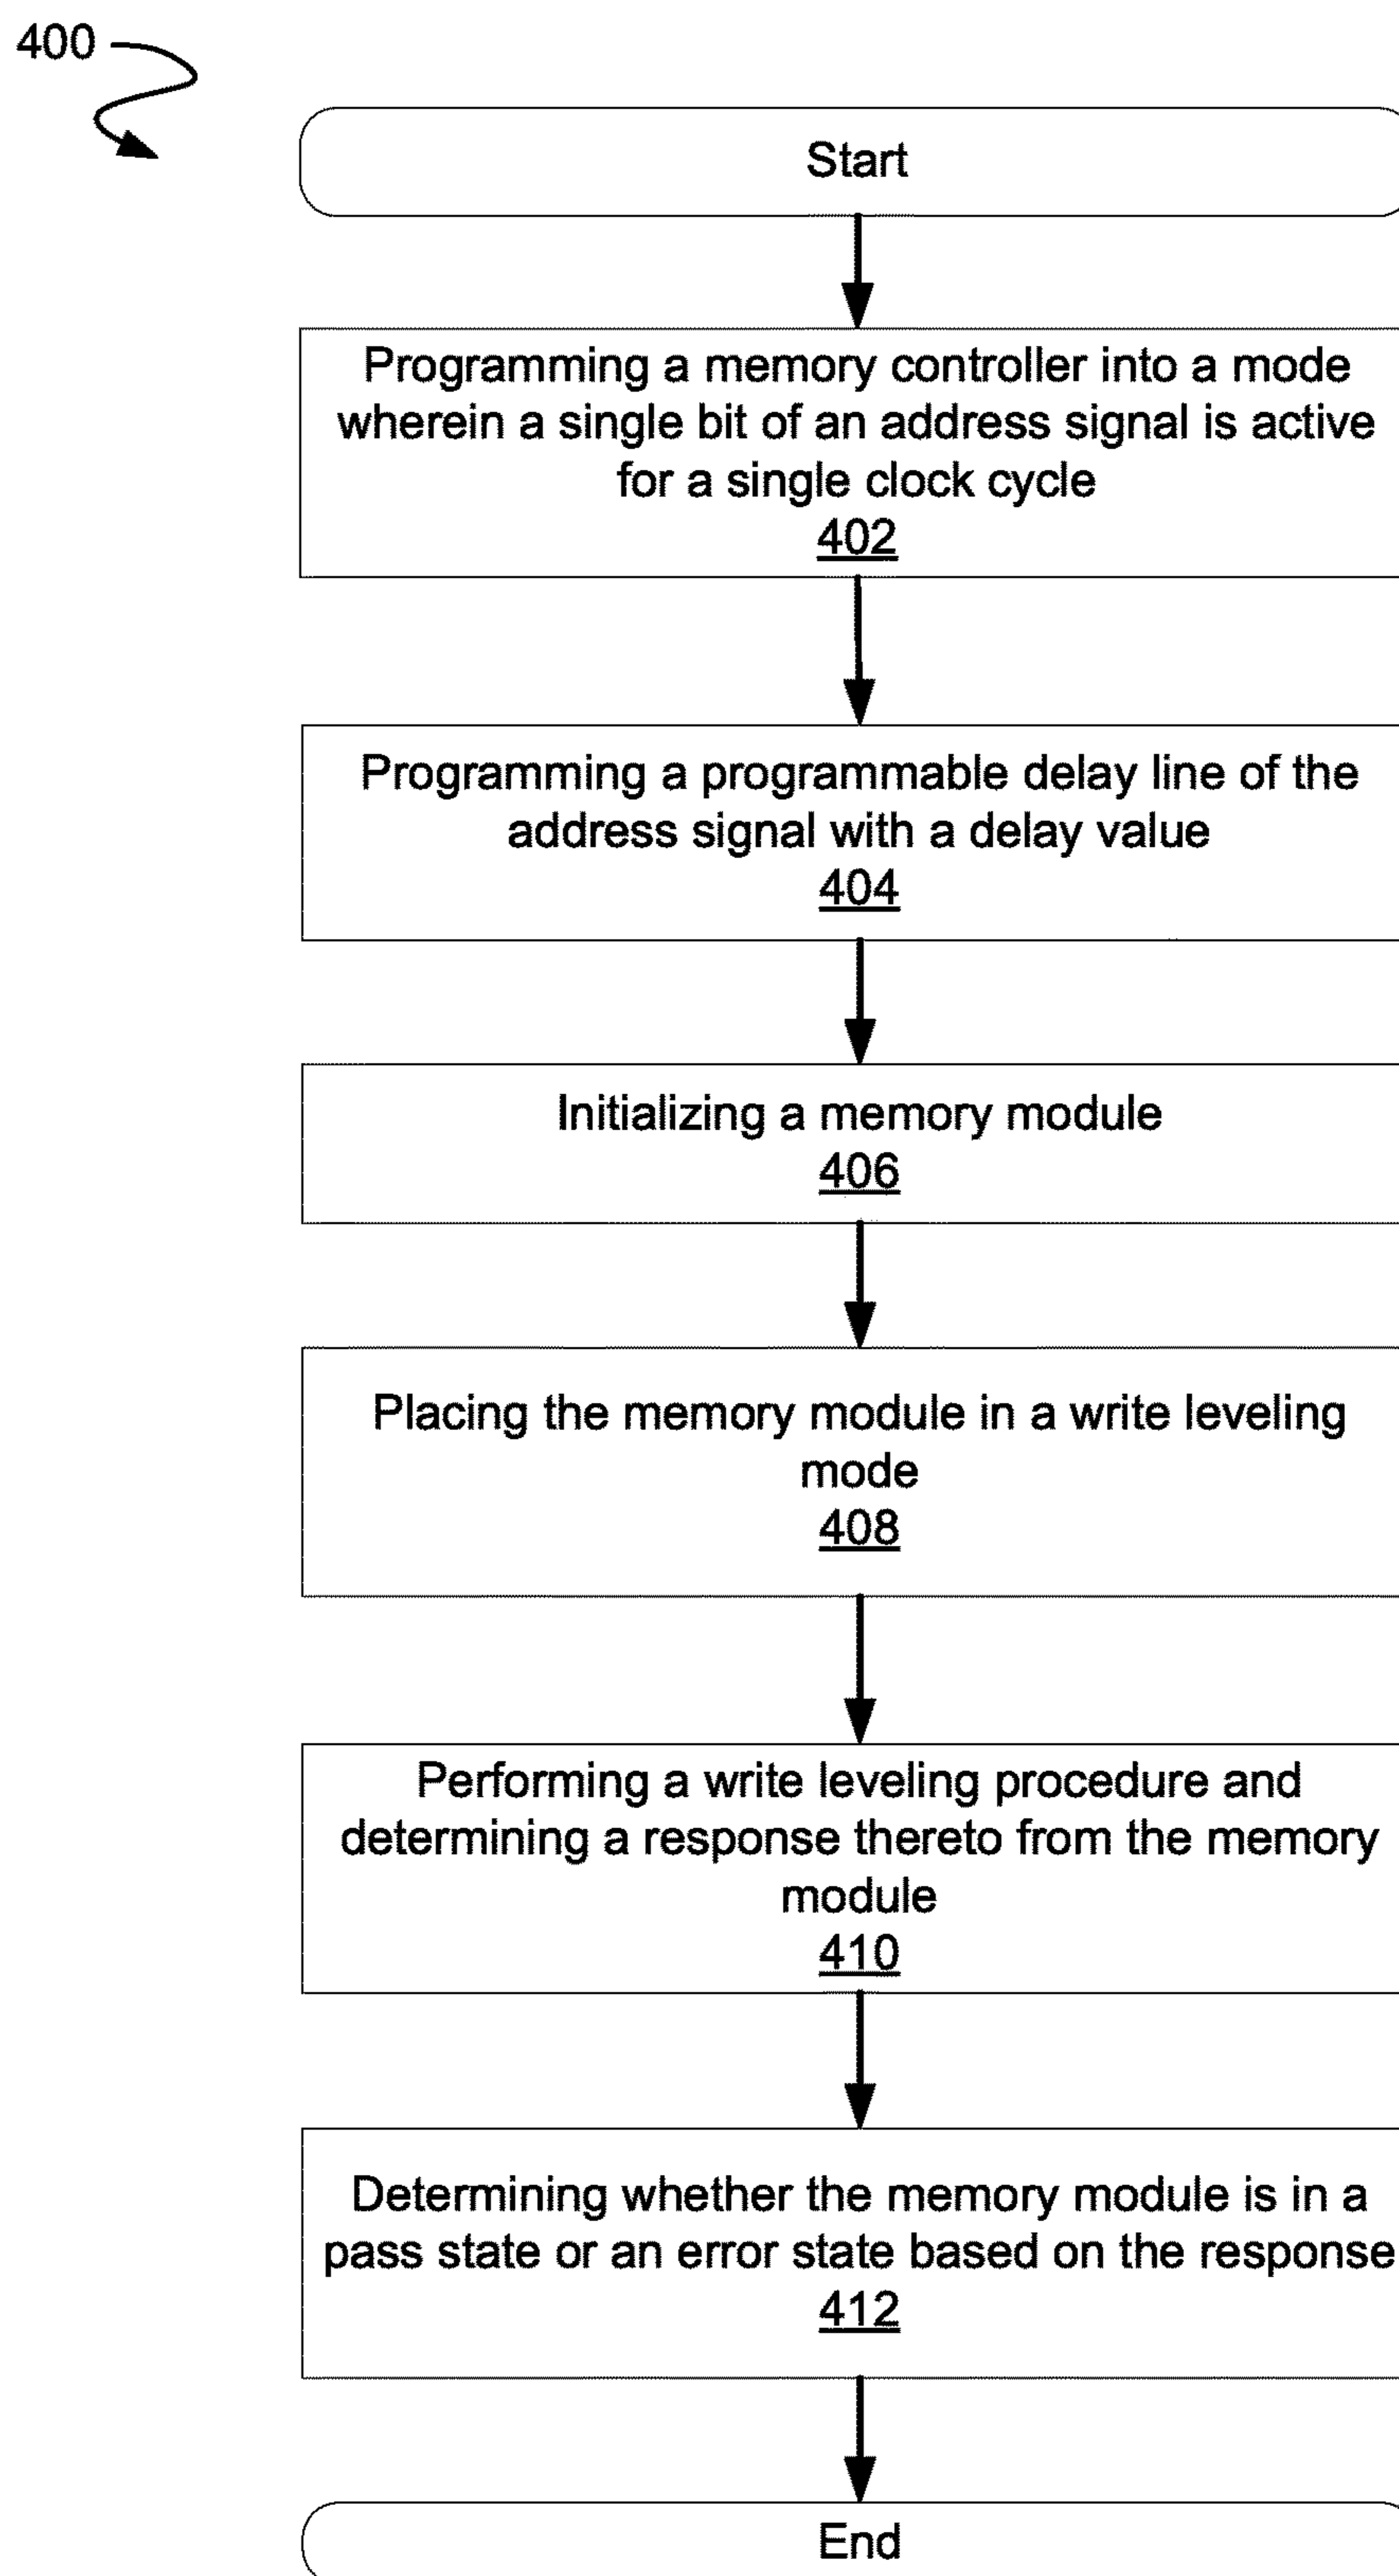 400
Start
Programming a memory controller into a mode
wherein a single bit of an address signal is active
for a single clock cycle
402
Programming a programmable delay line of the
address signal with a delay value
404
Initializing a memory module
406
Placing the memory module in a write leveling
mode
408
Performing a write leveling procedure and
determining a response thereto from the memory
module
410
Determining whether the memory module is in a
pass state or an error state based on the response
412
End